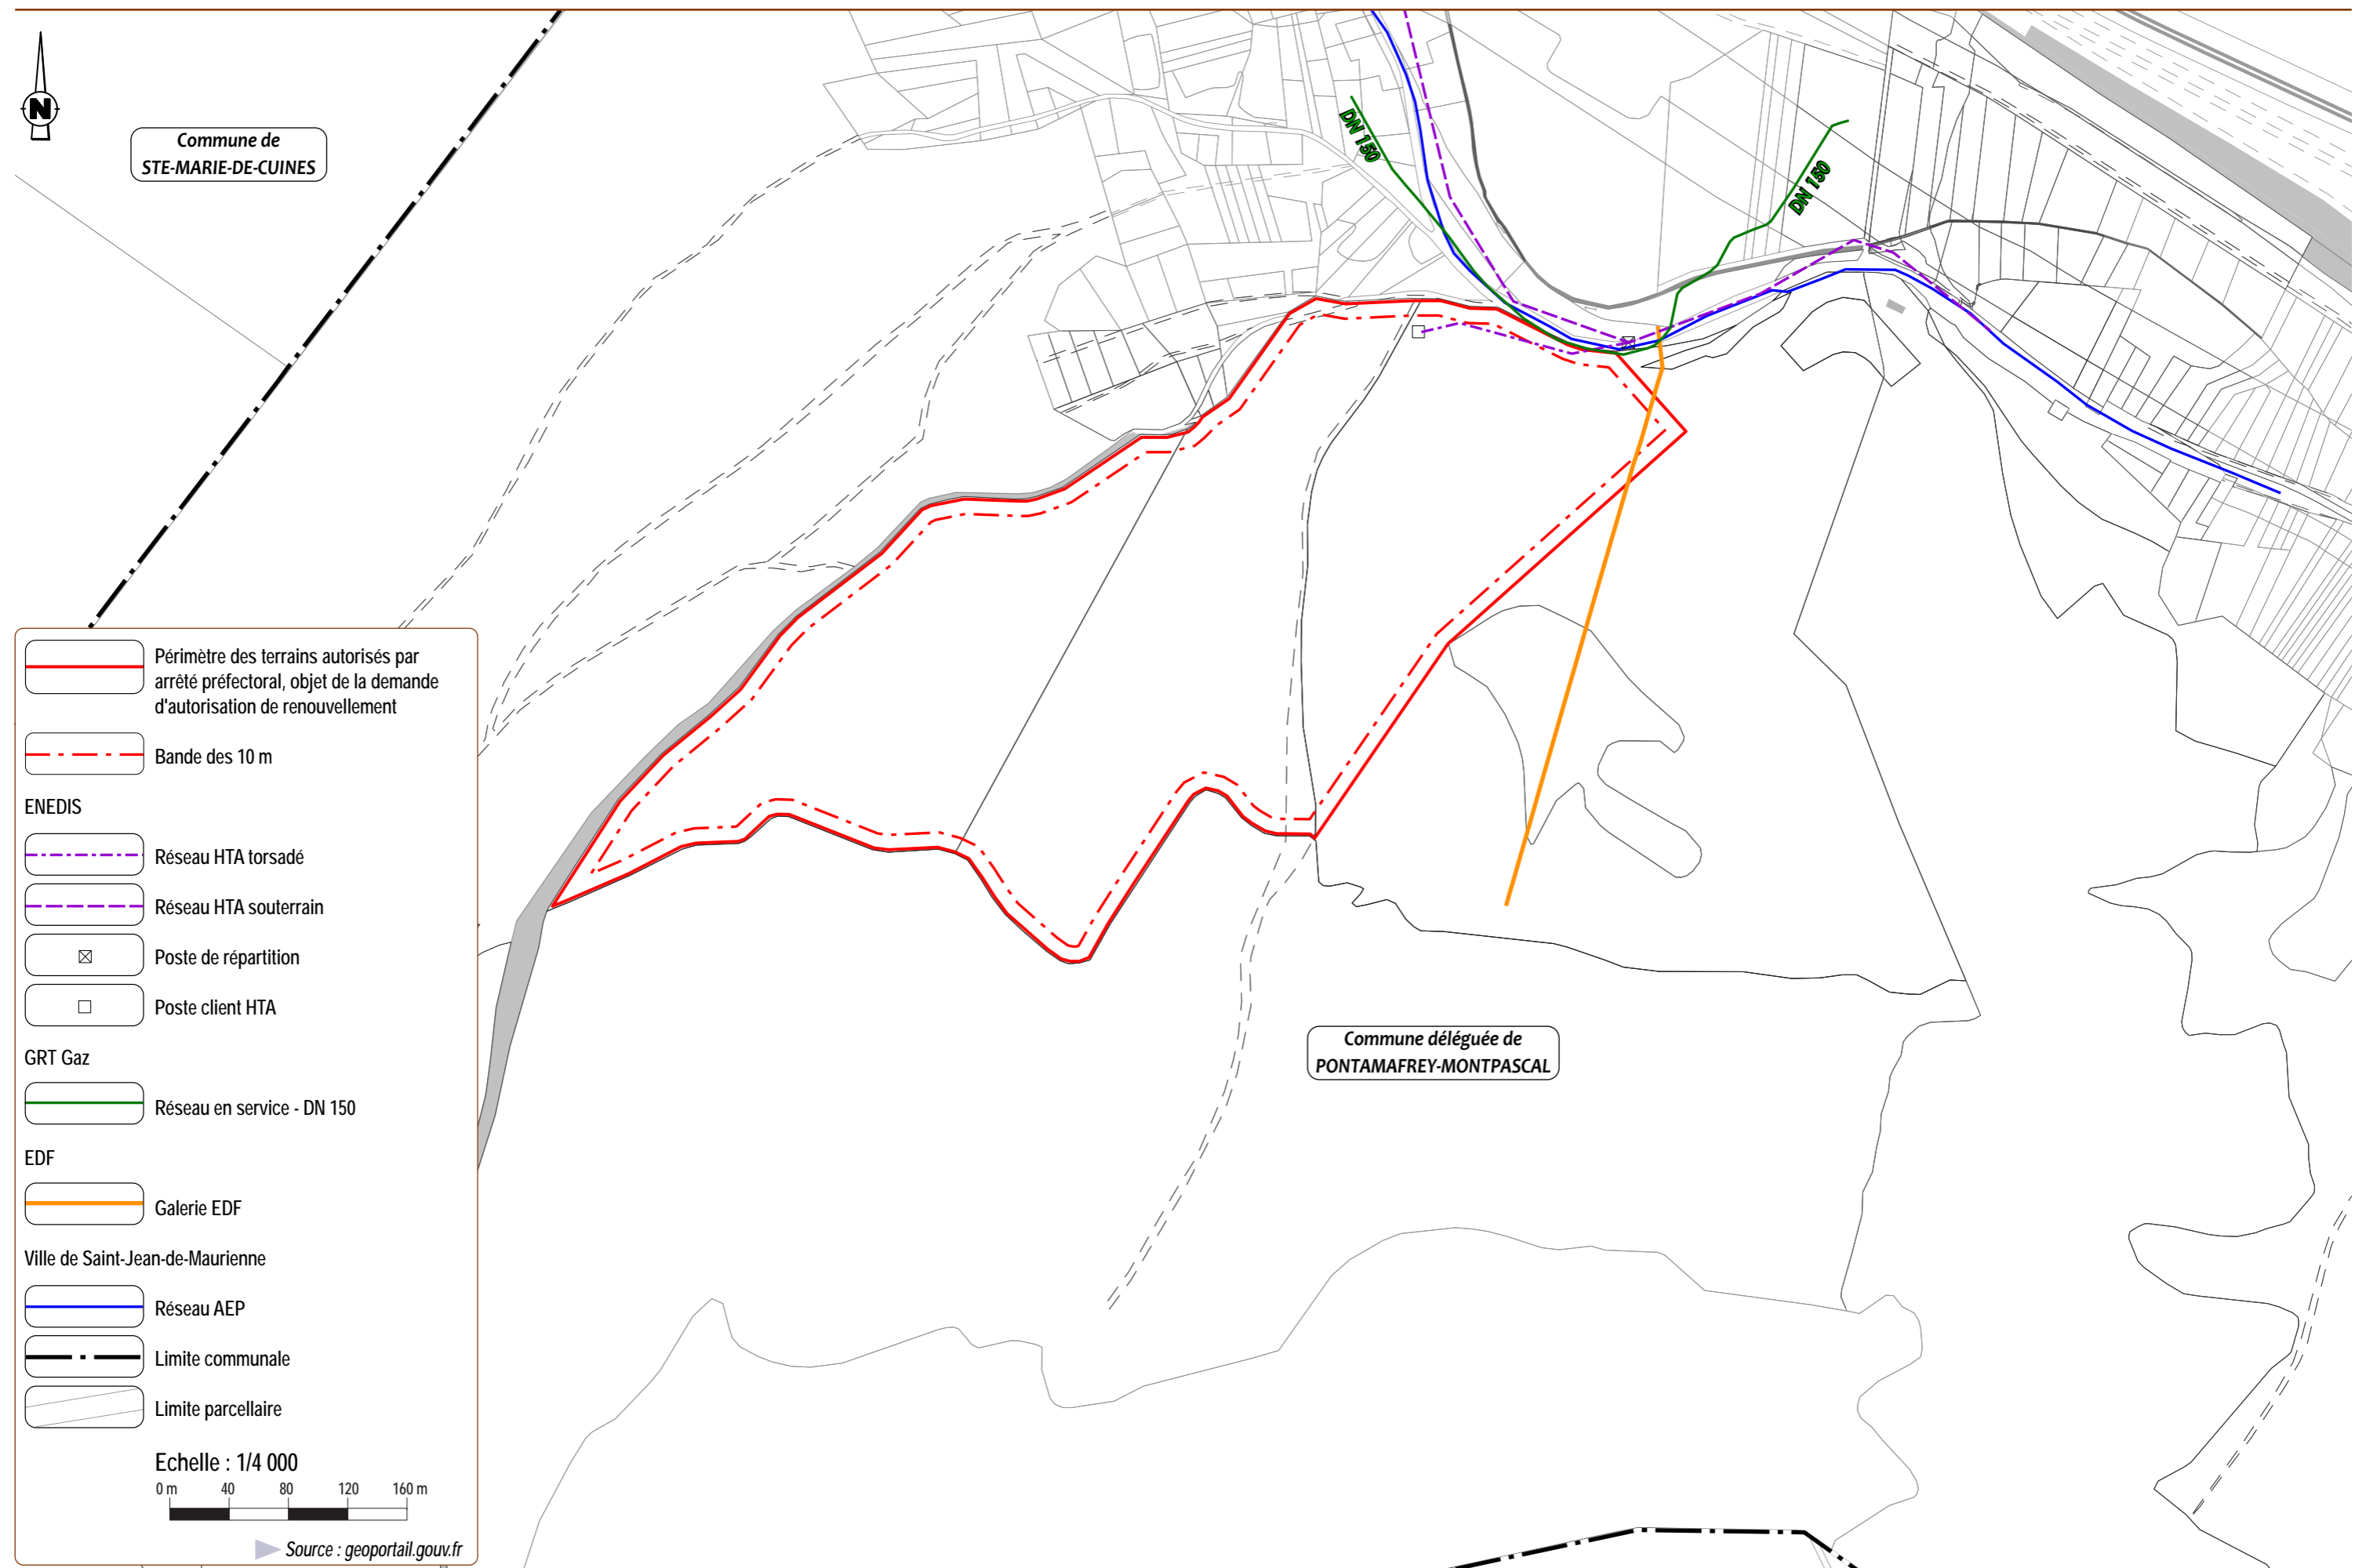 N
Commune de
STE-MARIE-DE-CUINES
DN 150
DN 150
Périmètre des terrains autorisés par
arrêté préfectoral, objet de la demande
d'autorisation de renouvellement
Bande des 10 m
ENEDIS
Réseau HTA torsadé
Réseau HTA souterrain
Poste de répartition
Poste client HTA
GRT Gaz
Réseau en service - DN 150
EDF
Galerie EDF
Ville de Saint-Jean-de-Maurienne
Réseau AEP
Limite communale
Limite parcellaire
Echelle : 1/4 000
0 m 40 80 120 160 m
Source : geoportail.gouv.fr
Commune déléguée de
PONTAMAFREY-MONTPASCAL